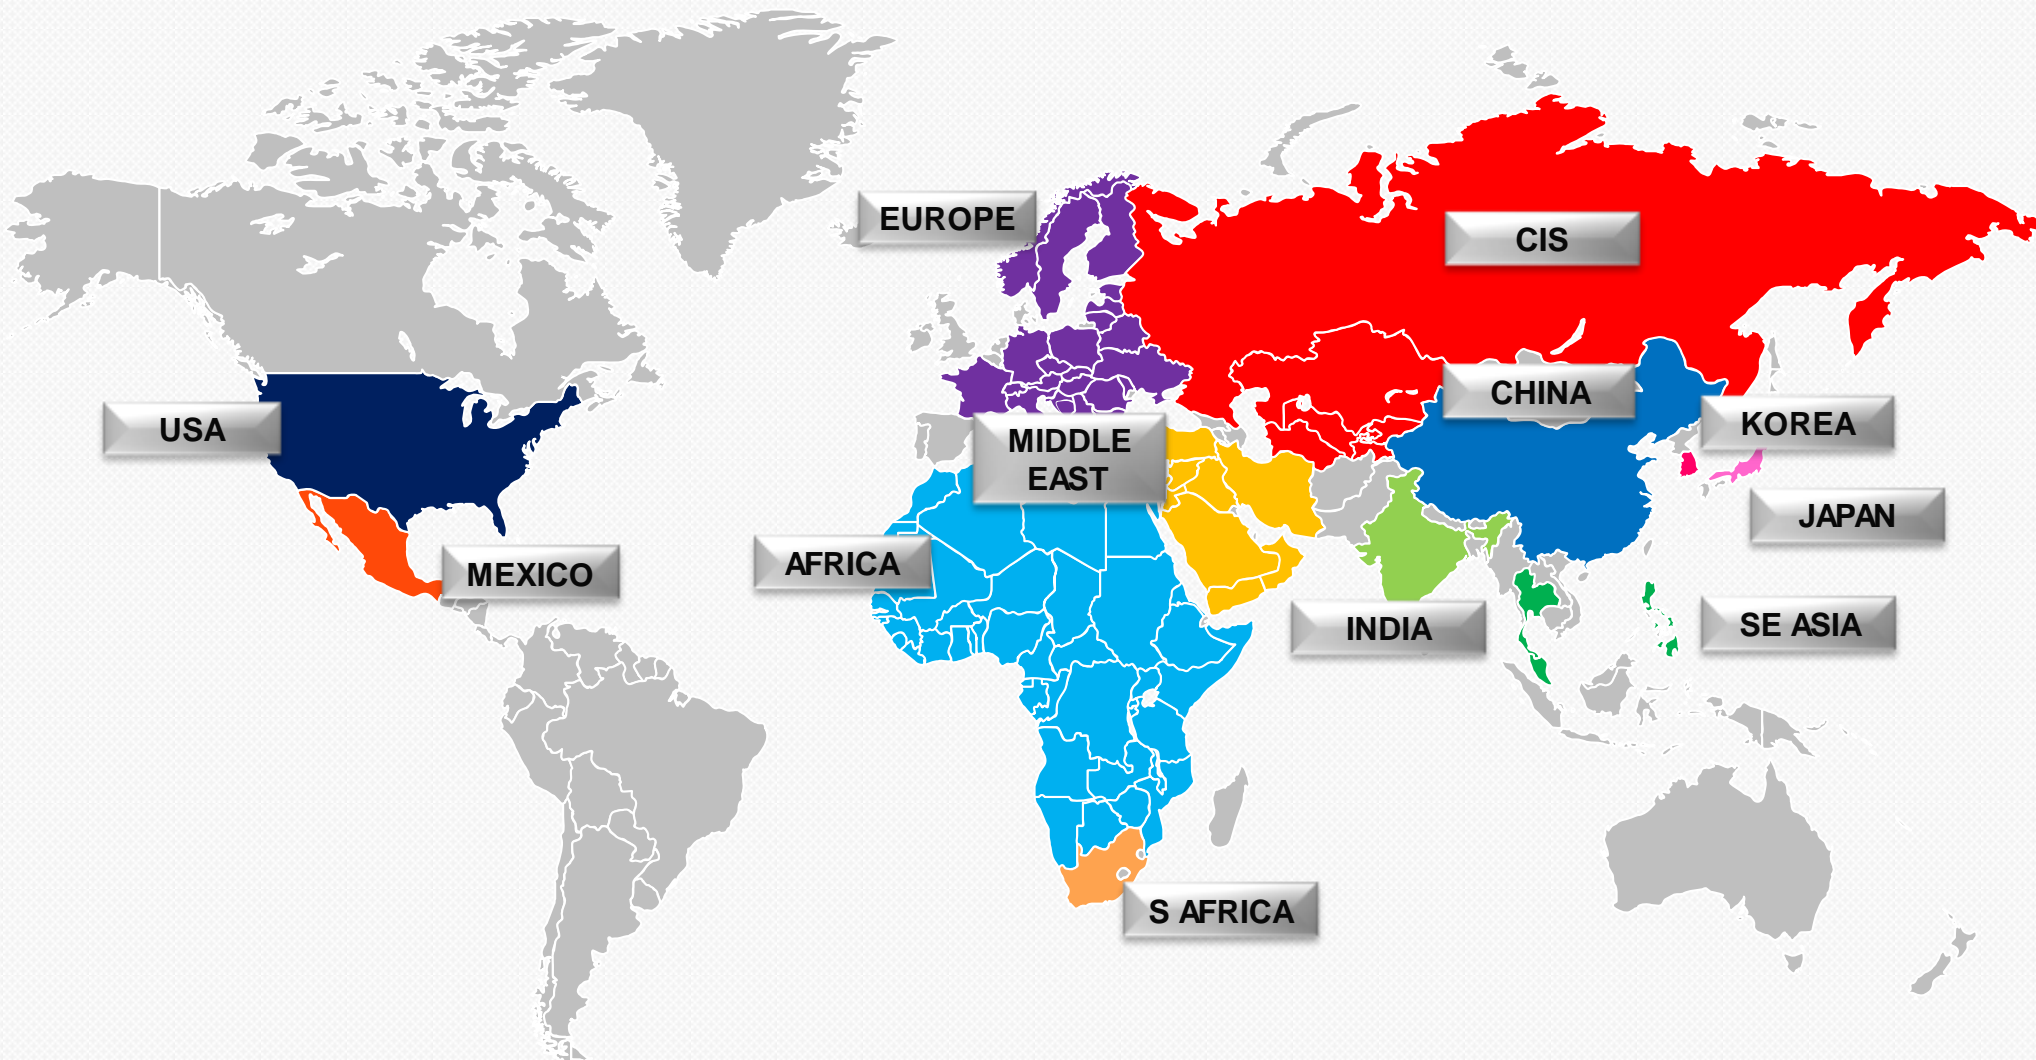 EUROPE
CIS
CHINA
USA
KOREA
MIDDLE
EAST
JAPAN
AFRICA
MEXICO
INDIA
SE ASIA
S AFRICA